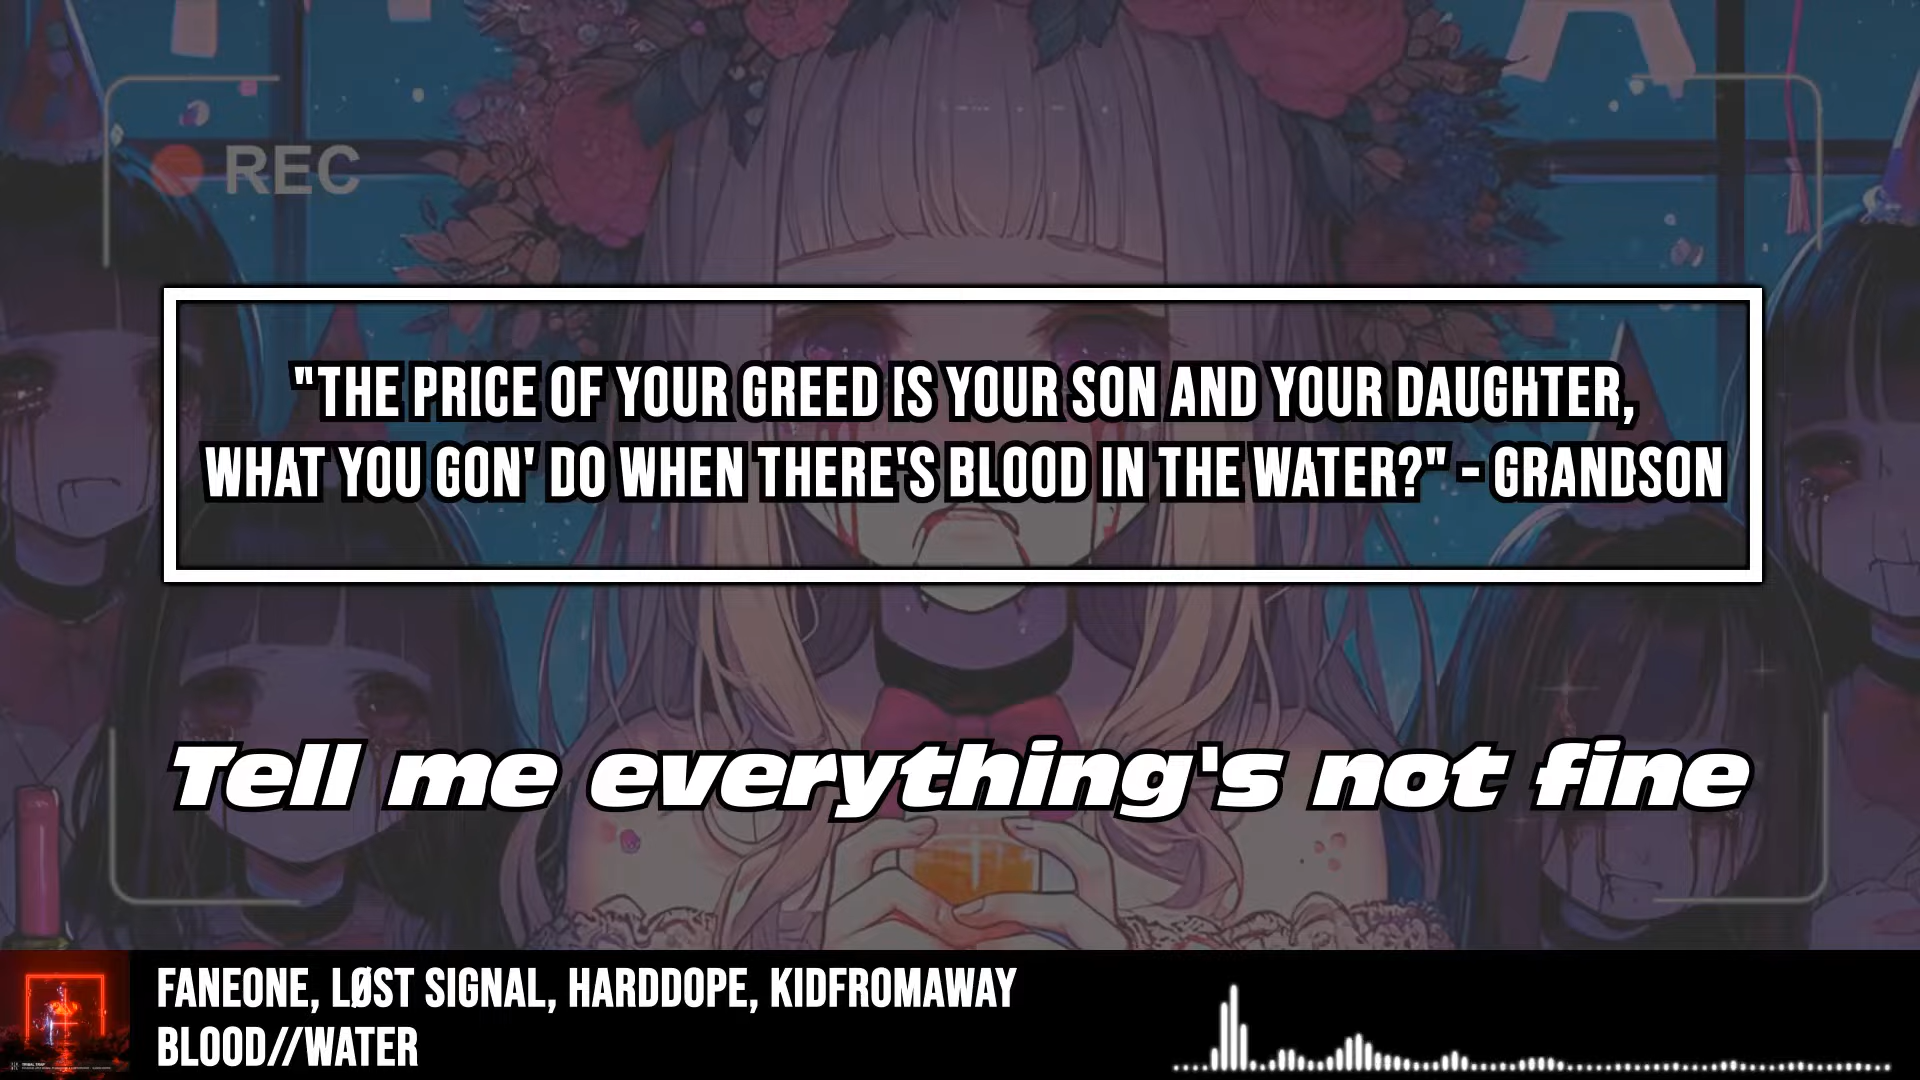 A
REC
"THE PRICE OF YOUR GREED IS YOUR SON AND YOUR DAUGHTER,
WHAT YOU GON' DO WHEN THERE'S BLOOD IN THE WATER?" - GRANDSON
Tell me everything's not fine
FANEONE, LØST SIGNAL, HARDDOPE, KIDFROMAWAY
BLOOD//WATER